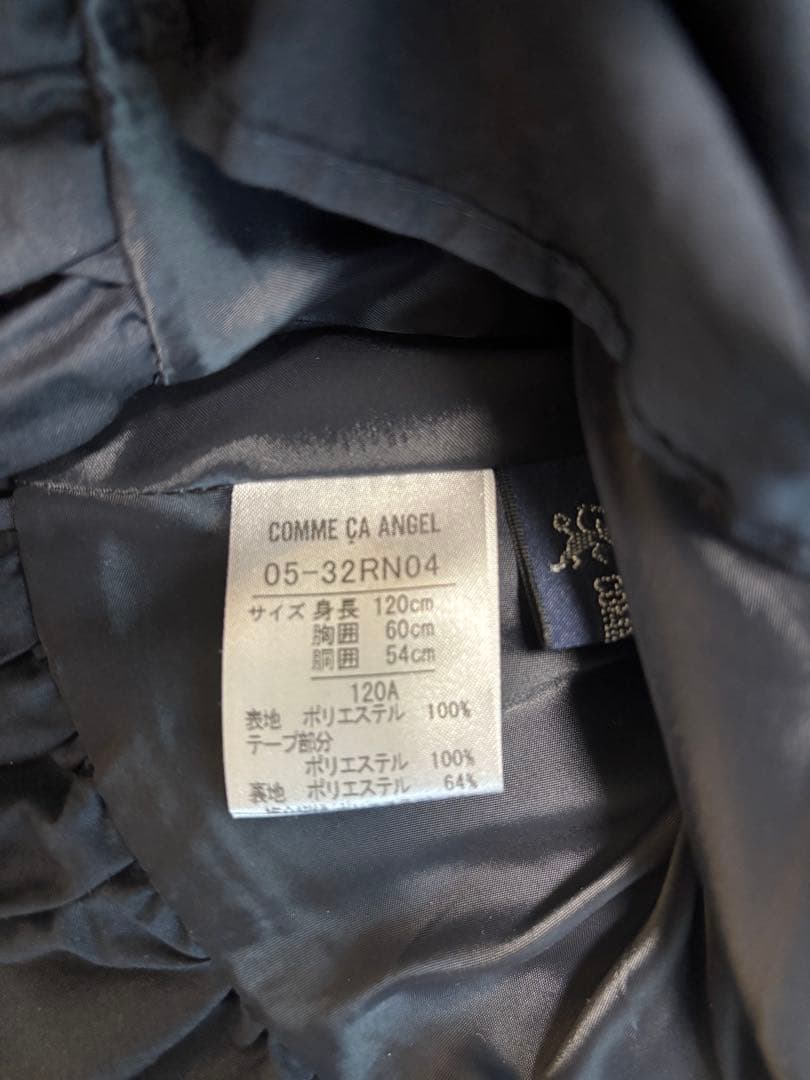 COMME ÇA ANGEL
05-32RN04
サイズ 身長 120cm
胸囲 60cm
胴囲 54cm
120A
表地 ポリエステル 100%
テープ部分
ポリエステル 100%
裏地 ポリエステル 64%